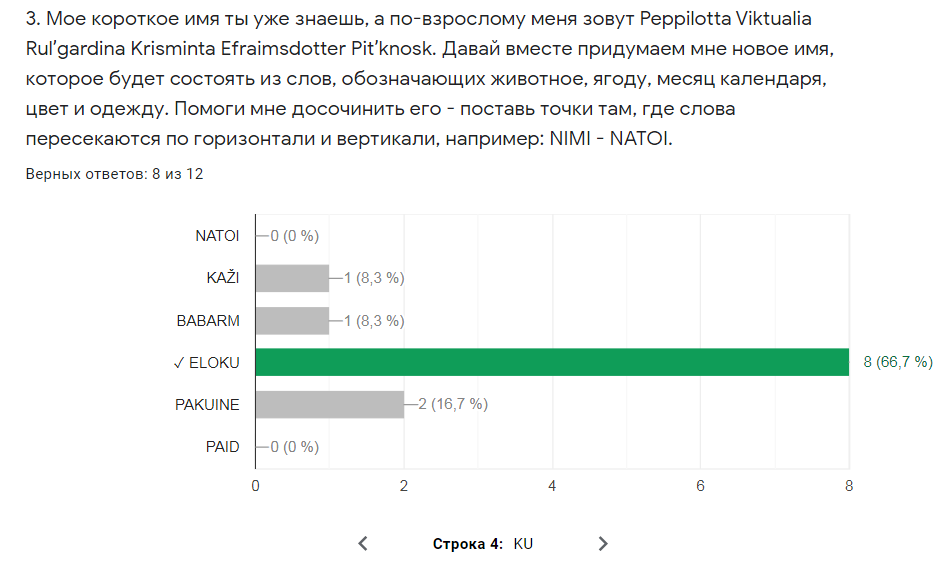 3. Мое короткое имя ты уже знаешь, а по-взрослому меня зовут Peppilotta Viktualia
Rul’gardina Krisminta Efraimsdotter Pit’knosk. Давай вместе придумаем мне новое имя,
которое будет состоять из слов, обозначающих животное, ягоду, месяц календаря,
цвет и одежду. Помоги мне досочинить его - поставь точки там, где слова
пересекаются по горизонтали и вертикали, например: NIMI - NATOI.
Верных ответов: 8 из 12
NATOI 0 (0 %)
KAŽI 1 (8,3 %)
BABARM 1 (8,3 %)
✓ ELOKU 8 (66,7 %)
PAKUINE 2 (16,7 %)
PAID 0 (0 %)
0 2 4 6 8
Строка 4: KU